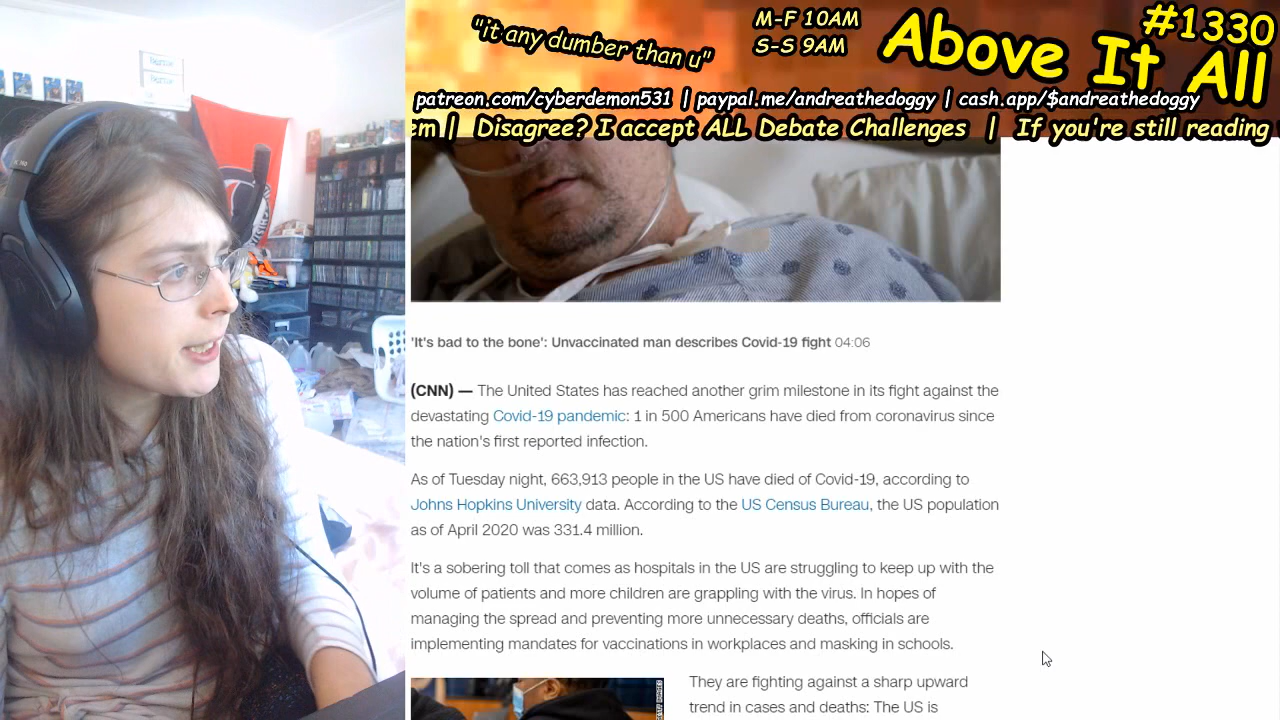 "it any dumber than u"
M-F 10AM
S-S 9AM
Above It All
#1330
patreon.com/cyberdemon531 | paypal.me/andreathedoggy | cash.app/$andreathedoggy
em | Disagree? I accept ALL Debate Challenges | If you're still reading
'It's bad to the bone': Unvaccinated man describes Covid-19 fight 04:06
(CNN) — The United States has reached another grim milestone in its fight against the
devastating Covid-19 pandemic: 1 in 500 Americans have died from coronavirus since
the nation's first reported infection.
As of Tuesday night, 663,913 people in the US have died of Covid-19, according to
Johns Hopkins University data. According to the US Census Bureau, the US population
as of April 2020 was 331.4 million.
It's a sobering toll that comes as hospitals in the US are struggling to keep up with the
volume of patients and more children are grappling with the virus. In hopes of
managing the spread and preventing more unnecessary deaths, officials are
implementing mandates for vaccinations in workplaces and masking in schools.
They are fighting against a sharp upward
trend in cases and deaths: The US is